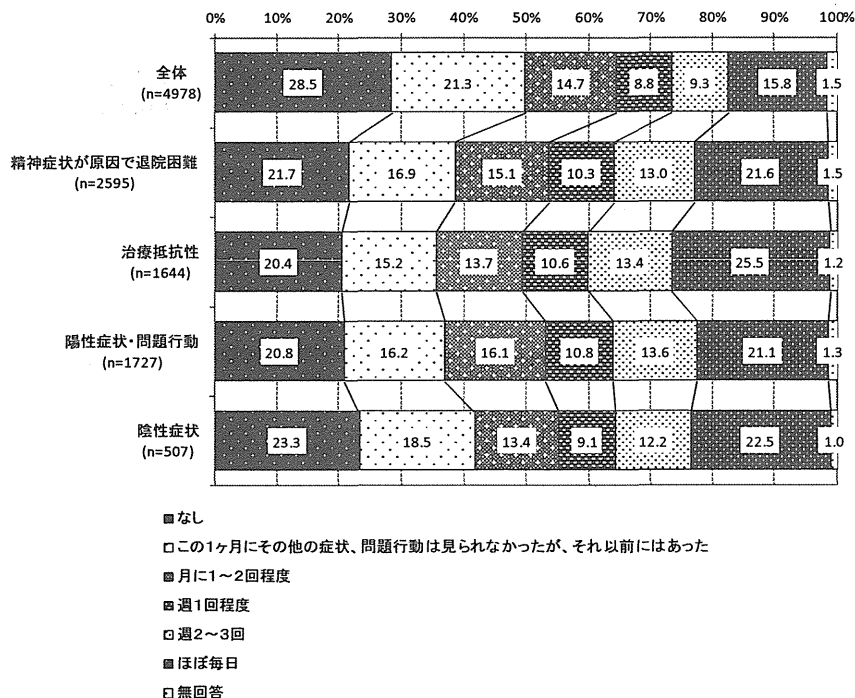 0% 10% 20% 30% 40% 50% 60% 70% 80% 90% 100%
全体
(n=4978)
28.5 21.3 14.7 8.8 9.3 15.8 1.5
精神症状が原因で退院困難
(n=2595)
21.7 16.9 15.1 10.3 13.0 21.6 1.5
治療抵抗性
(n=1644)
20.4 15.2 13.7 10.6 13.4 25.5 1.2
陽性症状・問題行動
(n=1727)
20.8 16.2 16.1 10.8 13.6 21.1 1.3
陰性症状
(n=507)
23.3 18.5 13.4 9.1 12.2 22.5 1.0
なし
この1ヶ月にその他の症状、問題行動は見られなかったが、それ以前にはあった
月に1~2回程度
週1回程度
週2~3回
ほぼ毎日
無回答